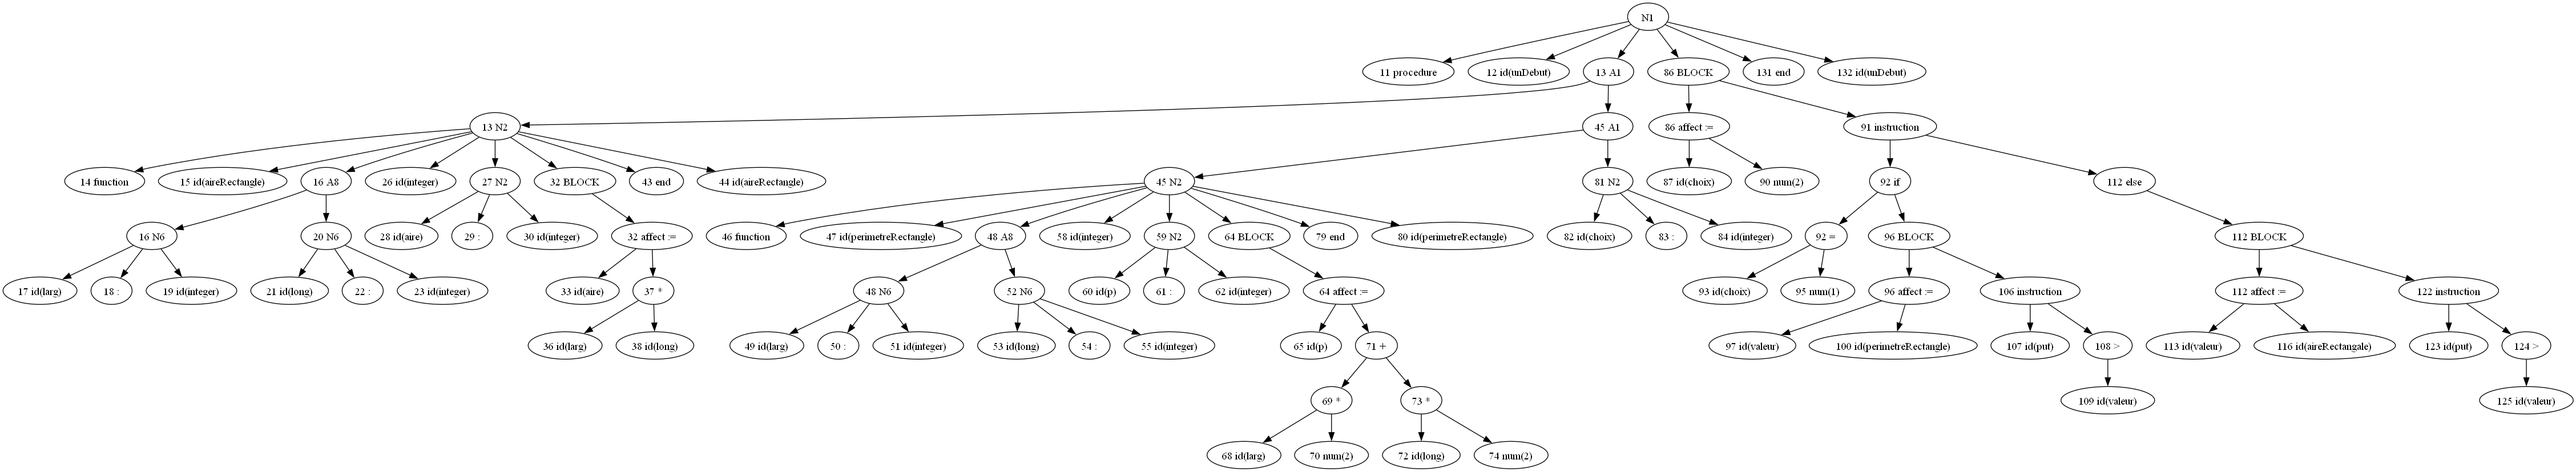 N1
11 procedure
12 id(unDebut)
13 A1
86 BLOCK
131 end
132 id(unDebut)
13 N2
45 A1
86 affect :=
91 instruction
14 function
15 id(aireRectangle)
16 A8
26 id(integer)
27 N2
32 BLOCK
43 end
44 id(aireRectangle)
45 N2
81 N2
87 id(choix)
90 num(2)
92 if
112 else
16 N6
20 N6
28 id(aire)
29 :
30 id(integer)
32 affect :=
46 function
47 id(perimetreRectangle)
48 A8
58 id(integer)
59 N2
64 BLOCK
79 end
80 id(perimetreRectangle)
82 id(choix)
83 :
84 id(integer)
92 =
96 BLOCK
112 BLOCK
17 id(larg)
18 :
19 id(integer)
21 id(long)
22 :
23 id(integer)
33 id(aire)
37 *
48 N6
52 N6
60 id(p)
61 :
62 id(integer)
64 affect :=
93 id(choix)
95 num(1)
96 affect :=
106 instruction
112 affect :=
122 instruction
36 id(larg)
38 id(long)
49 id(larg)
50 :
51 id(integer)
53 id(long)
54 :
55 id(integer)
65 id(p)
71 +
97 id(valeur)
100 id(perimetreRectangle)
107 id(put)
108 >
113 id(valeur)
116 id(aireRectangale)
123 id(put)
124 >
69 *
73 *
109 id(valeur)
125 id(valeur)
68 id(larg)
70 num(2)
72 id(long)
74 num(2)